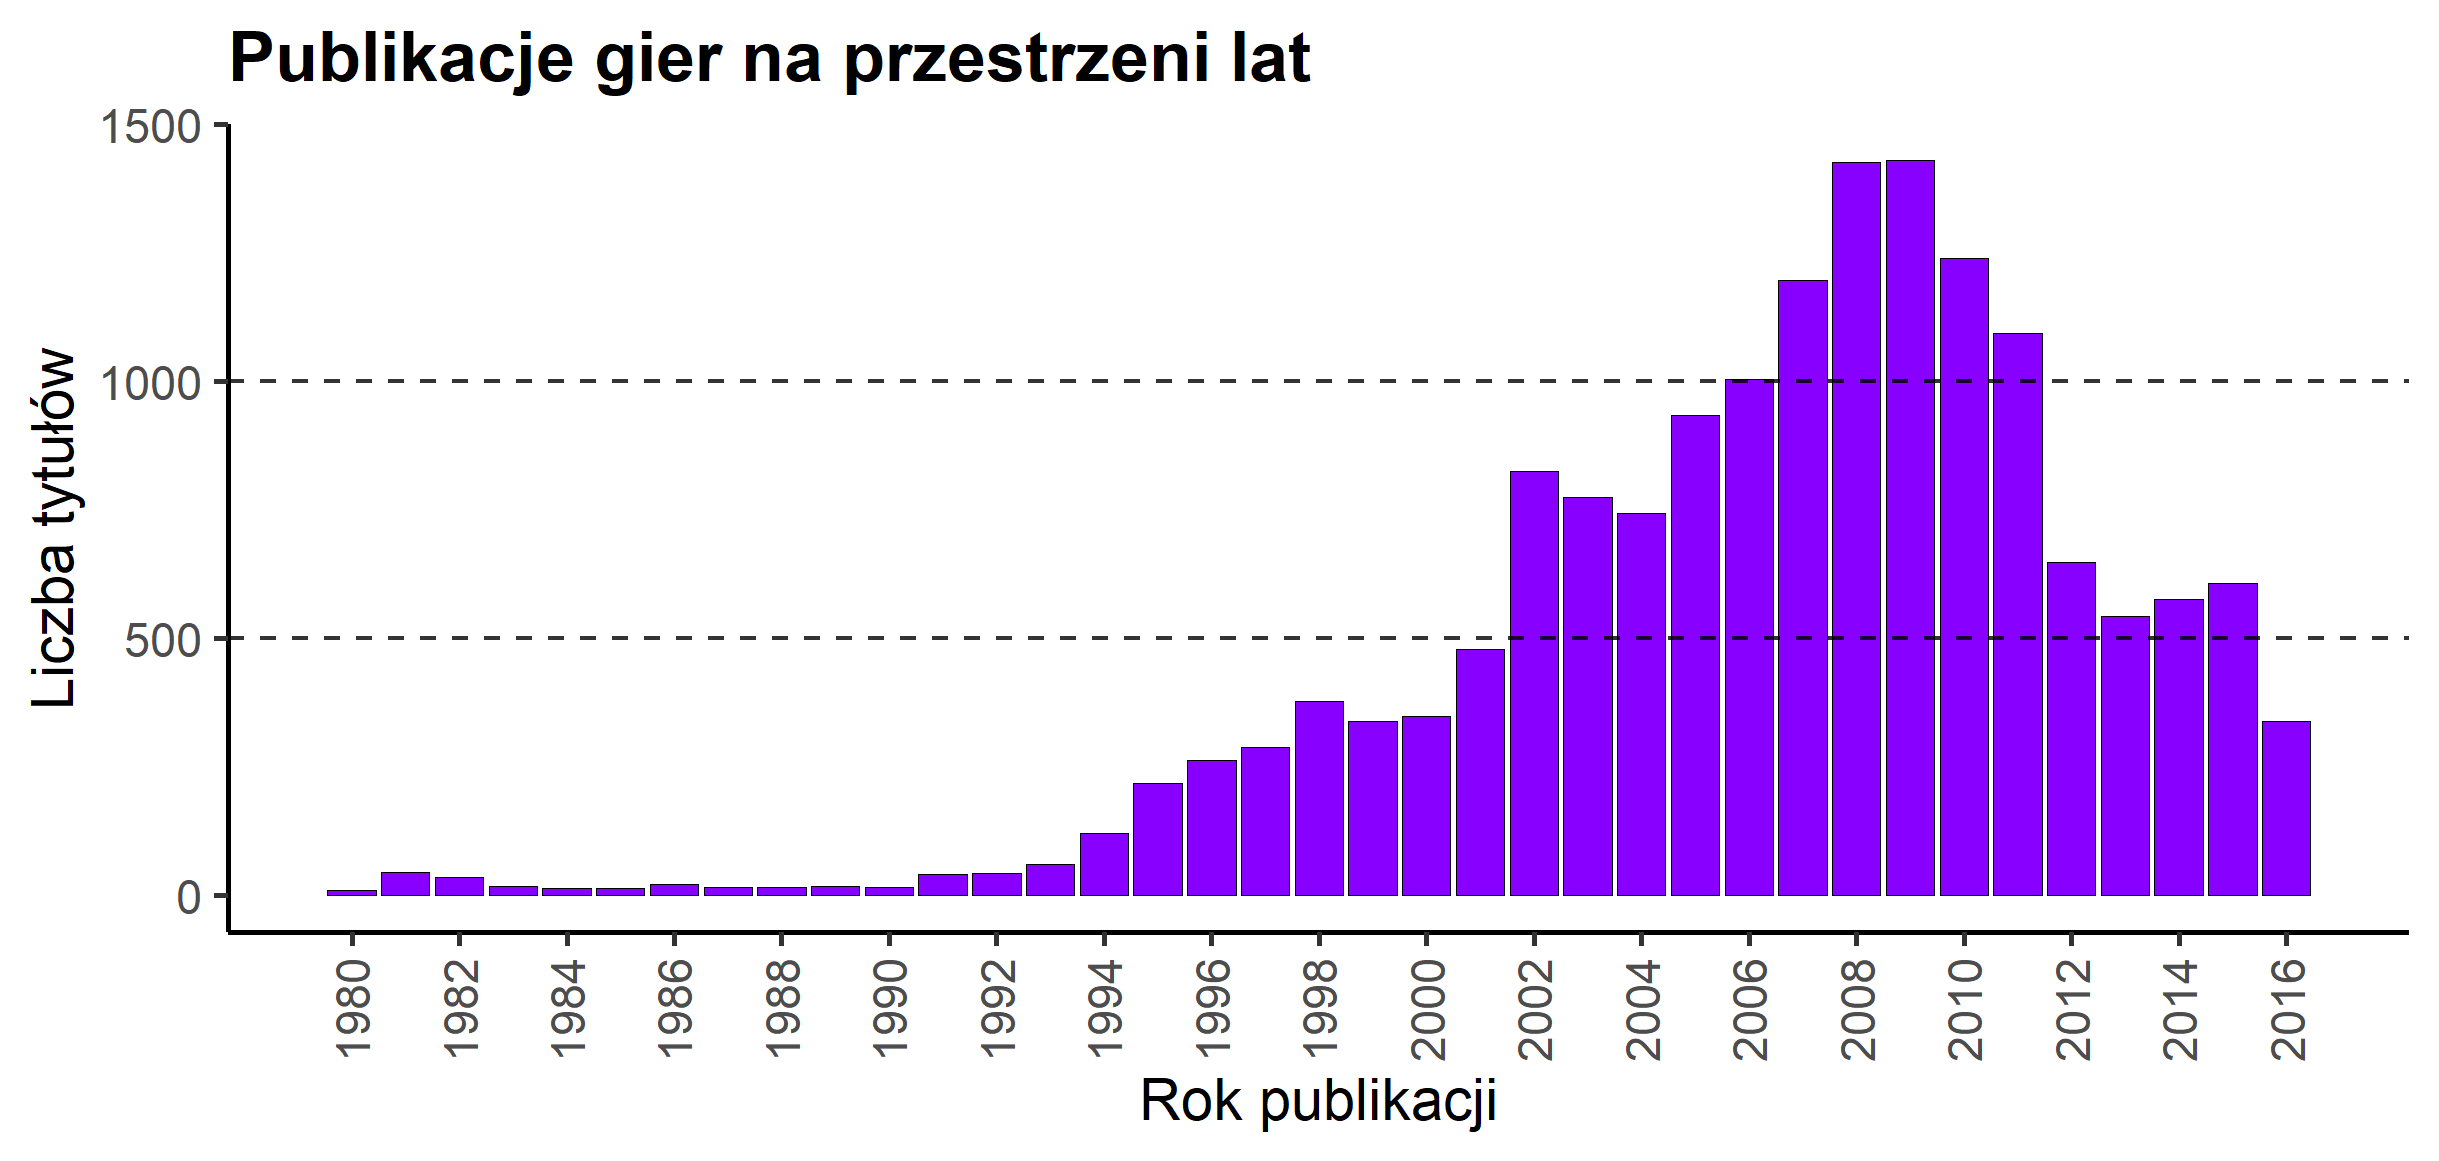 Publikacje gier na przestrzeni lat
1500
1000
500
0
Liczba tytułów
1980 1982 1984 1986 1988 1990 1992 1994 1996 1998 2000 2002 2004 2006 2008 2010 2012 2014 2016
Rok publikacji